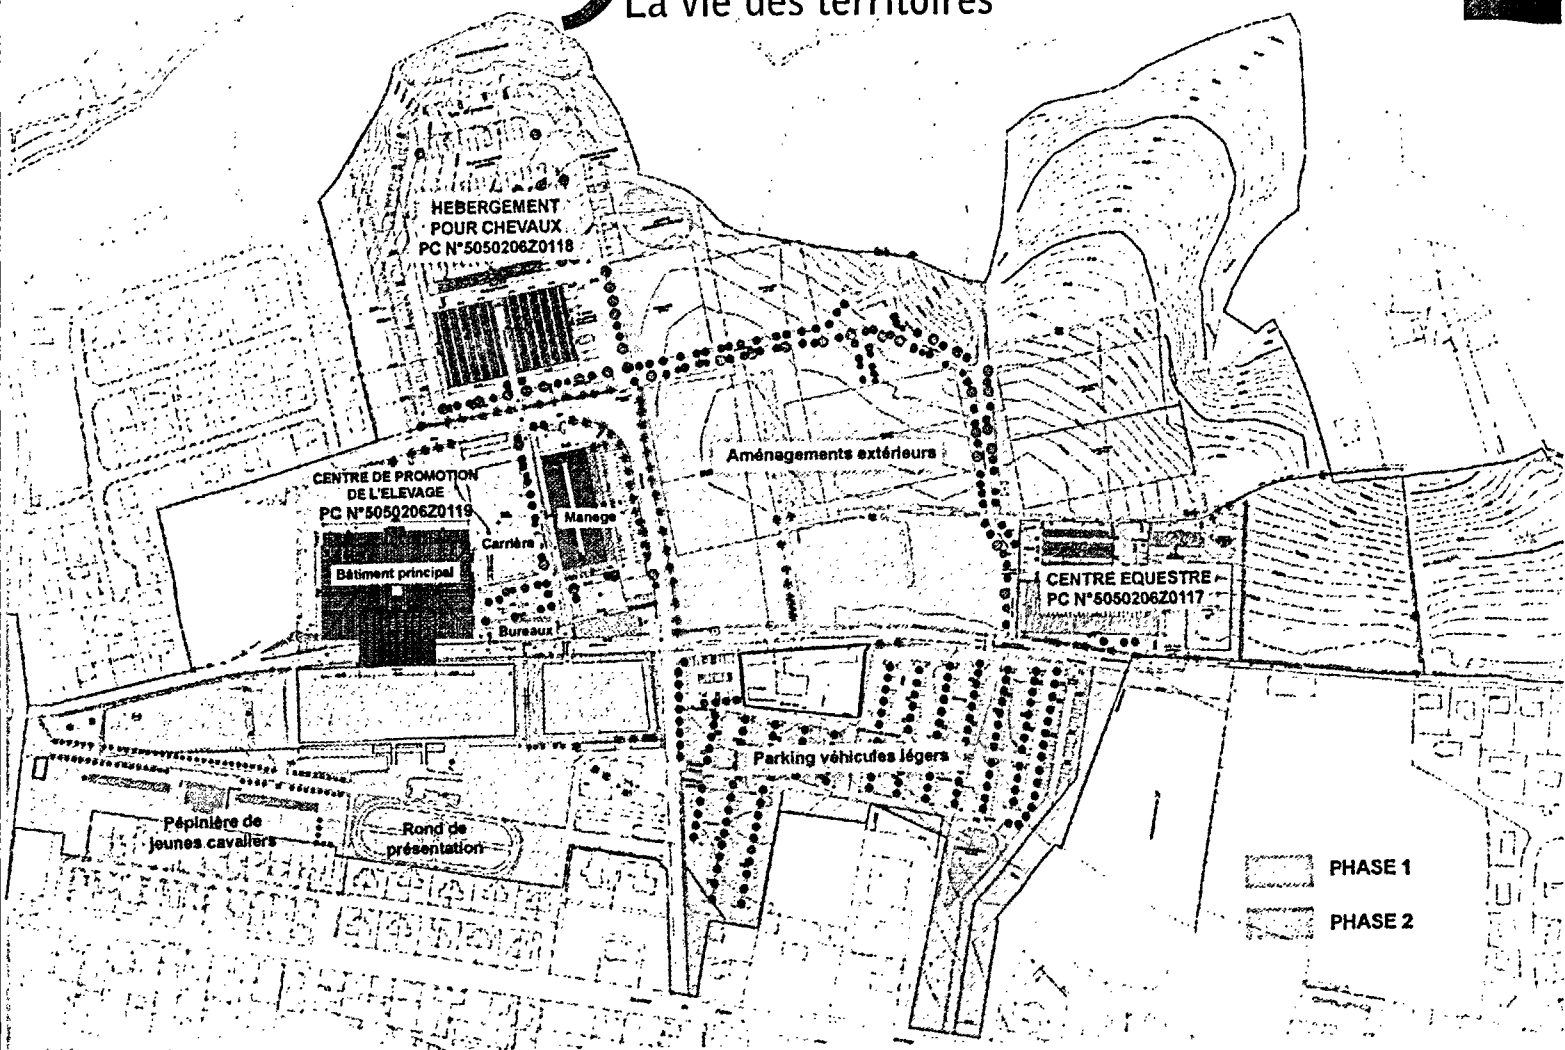 La vie des territoires
HEBERGEMENT
POUR CHEVAUX
PC N°5050206Z0118
Aménagements extérieurs
CENTRE DE PROMOTION
DE L'ELEVAGE
PC N°5050206Z0119
Manège
Carrière
Bâtiment principal
CENTRE EQUESTRE
PC N°5050206Z0117
Bureaux
Parking véhicules légers
Pépinière de
jeunes cavaliers
Rond de
présentation
PHASE 1
PHASE 2